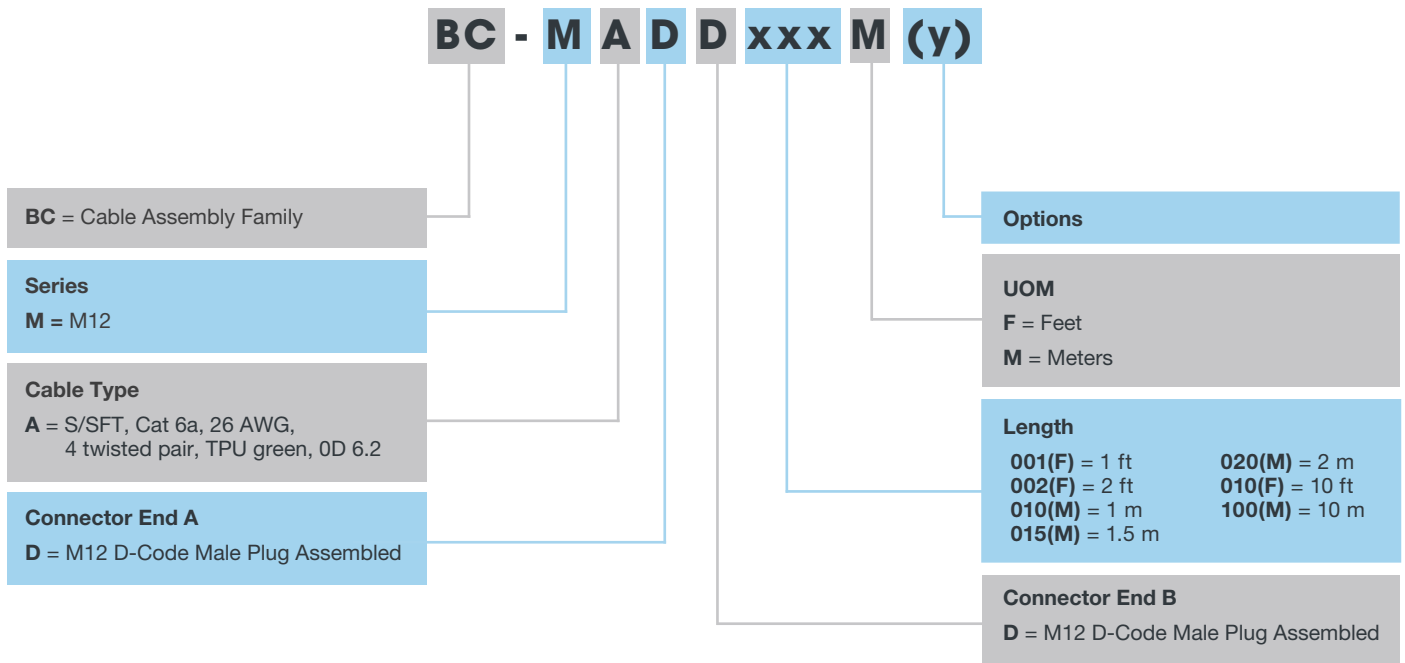 BC - M A D D xxx M (y)
BC = Cable Assembly Family
Series
M = M12
Cable Type
A = S/SFT, Cat 6a, 26 AWG,
4 twisted pair, TPU green, 0D 6.2
Connector End A
D = M12 D-Code Male Plug Assembled
Options
UOM
F = Feet
M = Meters
Length
001(F) = 1 ft
002(F) = 2 ft
010(M) = 1 m
015(M) = 1.5 m
020(M) = 2 m
010(F) = 10 ft
100(M) = 10 m
Connector End B
D = M12 D-Code Male Plug Assembled